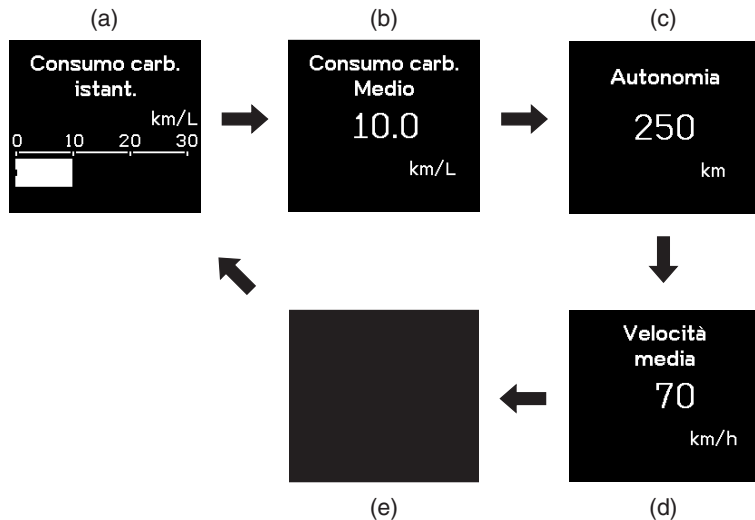 (a)
Consumo carb.
istant.
km/L
0 10 20 30
(b)
Consumo carb.
Medio
10.0
km/L
(c)
Autonomia
250
km
Velocità
media
70
km/h
(d)
(e)